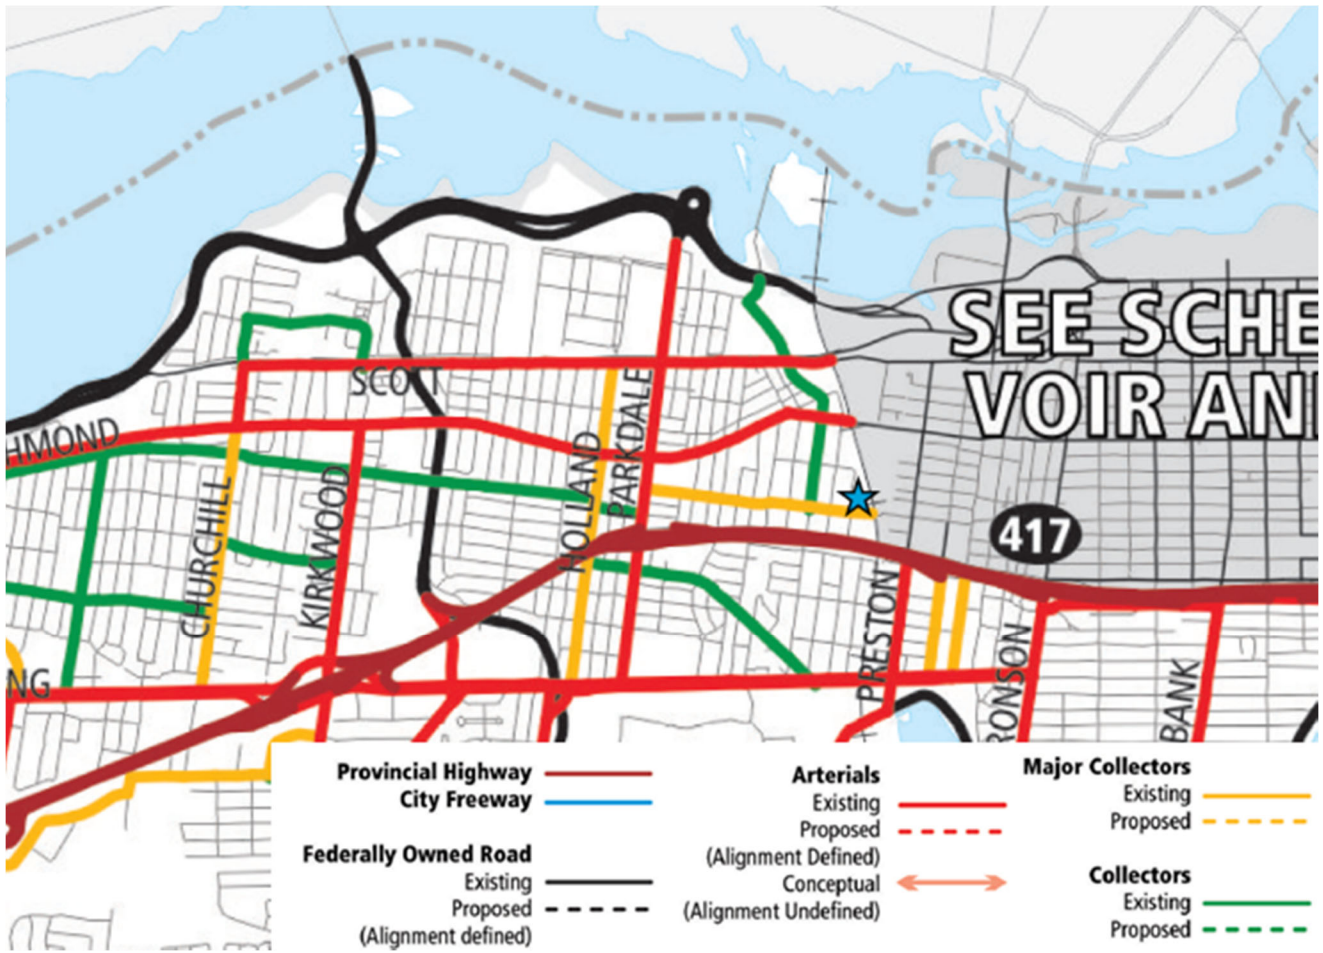 SEE SCHE
VOIR AN
SCOTT
HMOND
PARKDALE
HOLLAND
CHURCHILL
KIRKWOOD
417
PRESTON
RONSON
BANK
NG
Provincial Highway
City Freeway
Federally Owned Road
Existing
Proposed
(Alignment defined)
Arterials
Existing
Proposed
(Alignment Defined)
Conceptual
(Alignment Undefined)
Major Collectors
Existing
Proposed
Collectors
Existing
Proposed